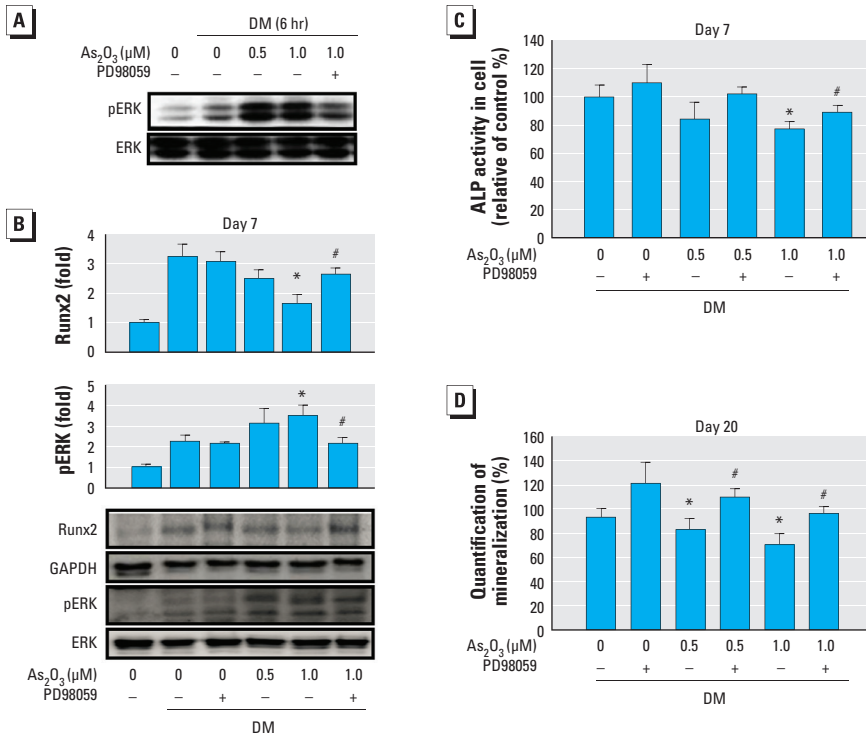 A
DM (6 hr)
As₂O₃ (µM) 0 0 0.5 1.0 1.0
PD98059 – – – – +
pERK
ERK
B
Day 7
Runx2 (fold)
4
3
2
1
0
*
#
pERK (fold)
5
4
3
2
1
0
*
#
Runx2
GAPDH
pERK
ERK
As₂O₃ (µM) 0 0 0 0.5 1.0 1.0
PD98059 – – + – – +
DM
C
Day 7
ALP activity in cell
(relative of control %)
140
120
100
80
60
40
20
0
*
#
As₂O₃ (µM) 0 0 0.5 0.5 1.0 1.0
PD98059 – + – + – +
DM
D
Day 20
Quantification of
mineralization (%)
160
140
120
100
80
60
40
20
0
*
#
*
#
As₂O₃ (µM) 0 0 0.5 0.5 1.0 1.0
PD98059 – + – + – +
DM